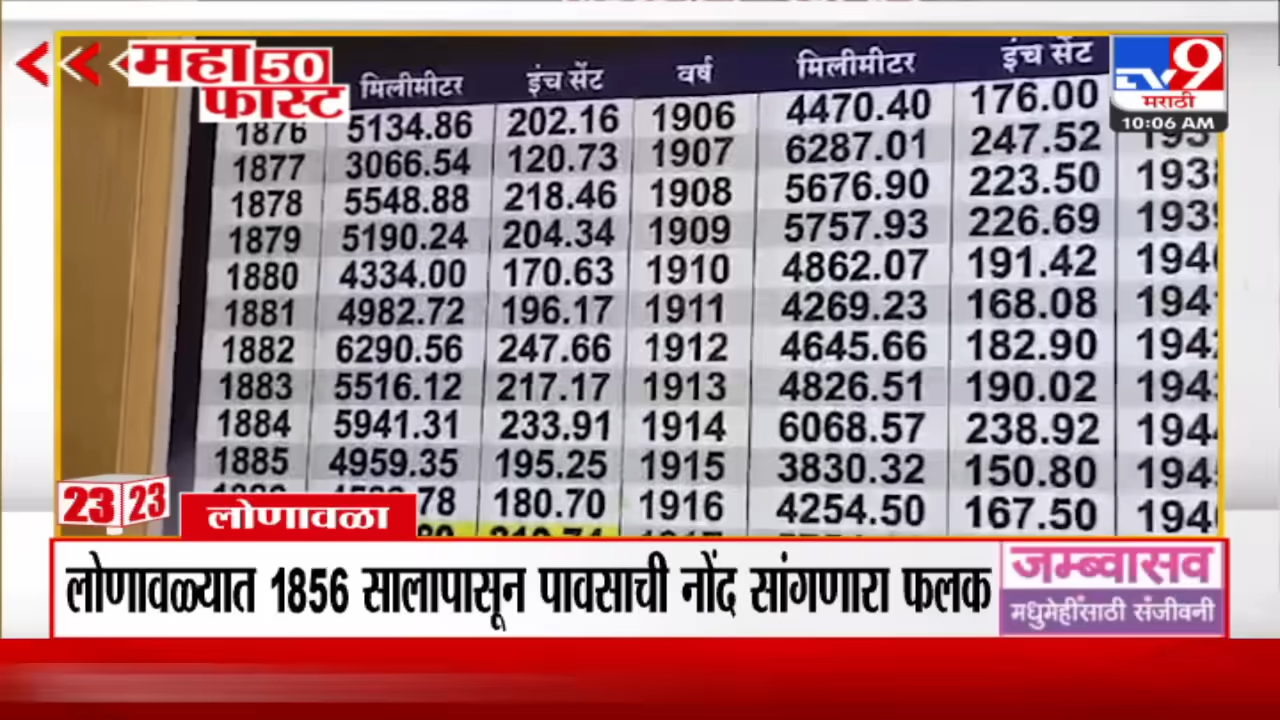 महा 50
फास्ट
TV9
मराठी
10:06 AM
मिलीमीटर इंच सेंट वर्ष मिलीमीटर इंच सेंट
1876 5134.86 202.16 1906 4470.40 176.00
1877 3066.54 120.73 1907 6287.01 247.52
1878 5548.88 218.46 1908 5676.90 223.50
1879 5190.24 204.34 1909 5757.93 226.69
1880 4334.00 170.63 1910 4862.07 191.42
1881 4982.72 196.17 1911 4269.23 168.08
1882 6290.56 247.66 1912 4645.66 182.90
1883 5516.12 217.17 1913 4826.51 190.02
1884 5941.31 233.91 1914 6068.57 238.92
1885 4959.35 195.25 1915 3830.32 150.80
180.70 1916 4254.50 167.50
23 23
लोणावळा
लोणावळ्यात 1856 सालापासून पावसाची नोंद सांगणारा फलक
जम्ब्वासव
मधुमेहींसाठी संजीवनी